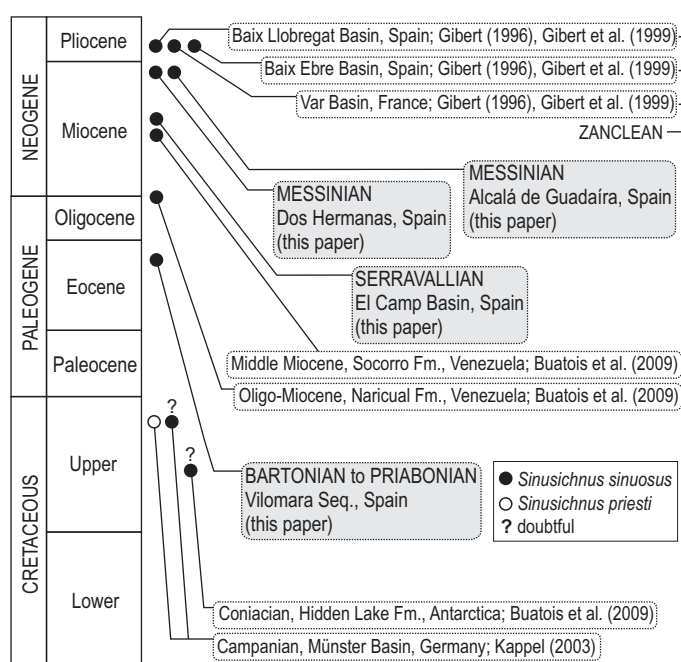 NEOGENE
Pliocene
Miocene
PALEOGENE
Oligocene
Eocene
Paleocene
CRETACEOUS
Upper
Lower
Baix Llobregat Basin, Spain; Gibert (1996), Gibert et al. (1999)
Baix Ebre Basin, Spain; Gibert (1996), Gibert et al. (1999)
Var Basin, France; Gibert (1996), Gibert et al. (1999)
ZANCLEAN
MESSINIAN
Alcalá de Guadaíra, Spain
(this paper)
MESSINIAN
Dos Hermanas, Spain
(this paper)
SERRAVALLIAN
El Camp Basin, Spain
(this paper)
Middle Miocene, Socorro Fm., Venezuela; Buatois et al. (2009)
Oligo-Miocene, Naricual Fm., Venezuela; Buatois et al. (2009)
?
?
BARTONIAN to PRIABONIAN
Vilomara Seq., Spain
(this paper)
Sinusichnus sinuosus
Sinusichnus priesti
? doubtful
Coniacian, Hidden Lake Fm., Antarctica; Buatois et al. (2009)
Campanian, Münster Basin, Germany; Kappel (2003)